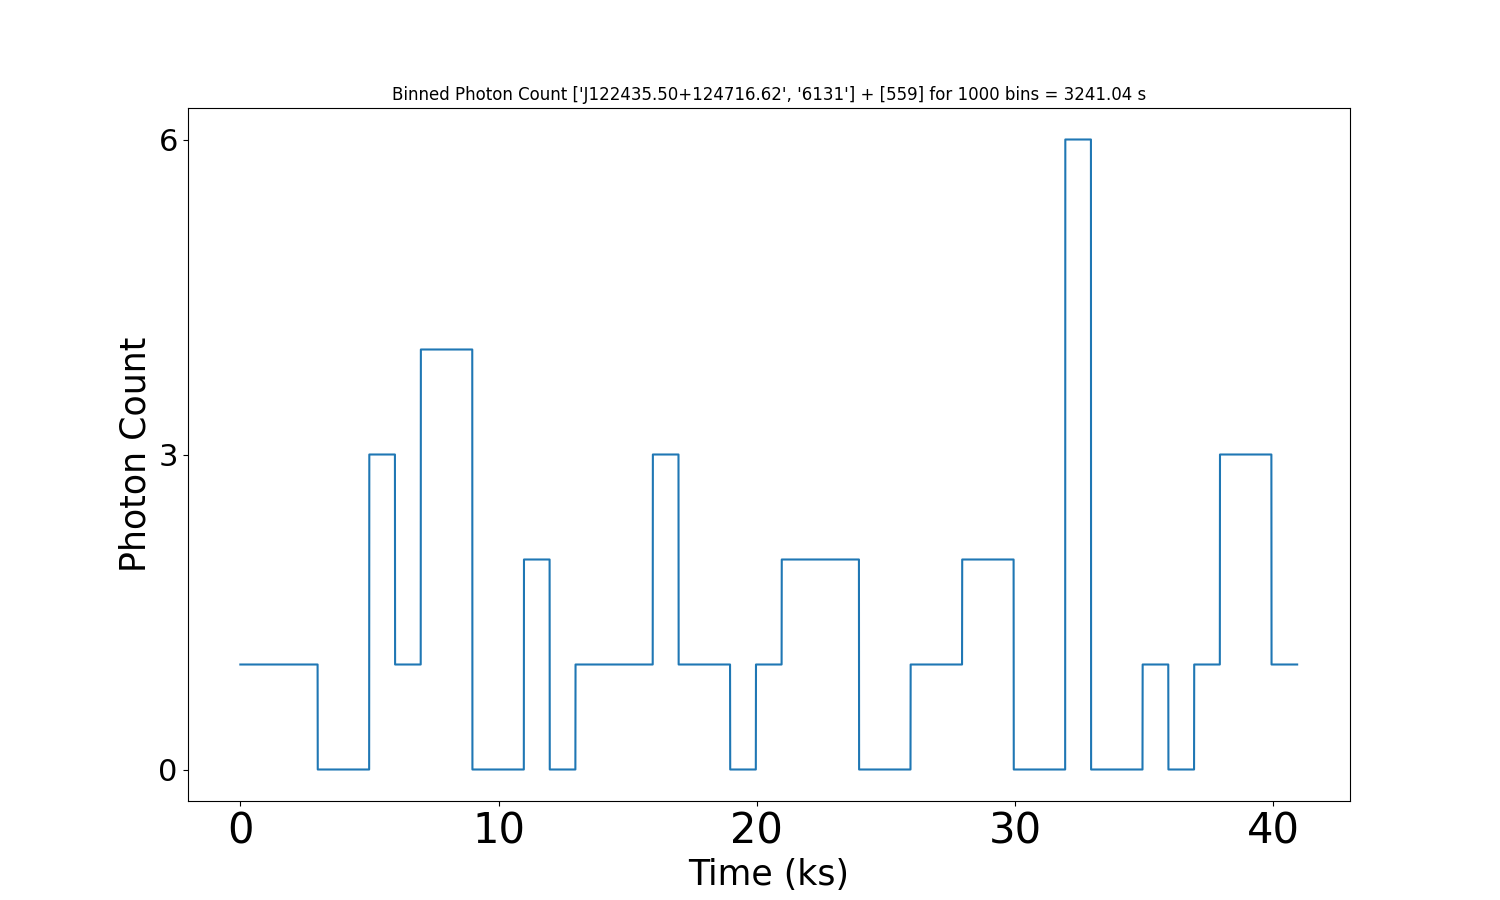 Binned Photon Count ['J122435.50+124716.62', '6131'] + [559] for 1000 bins = 3241.04 s
6
3
0
Photon Count
0 10 20 30 40
Time (ks)